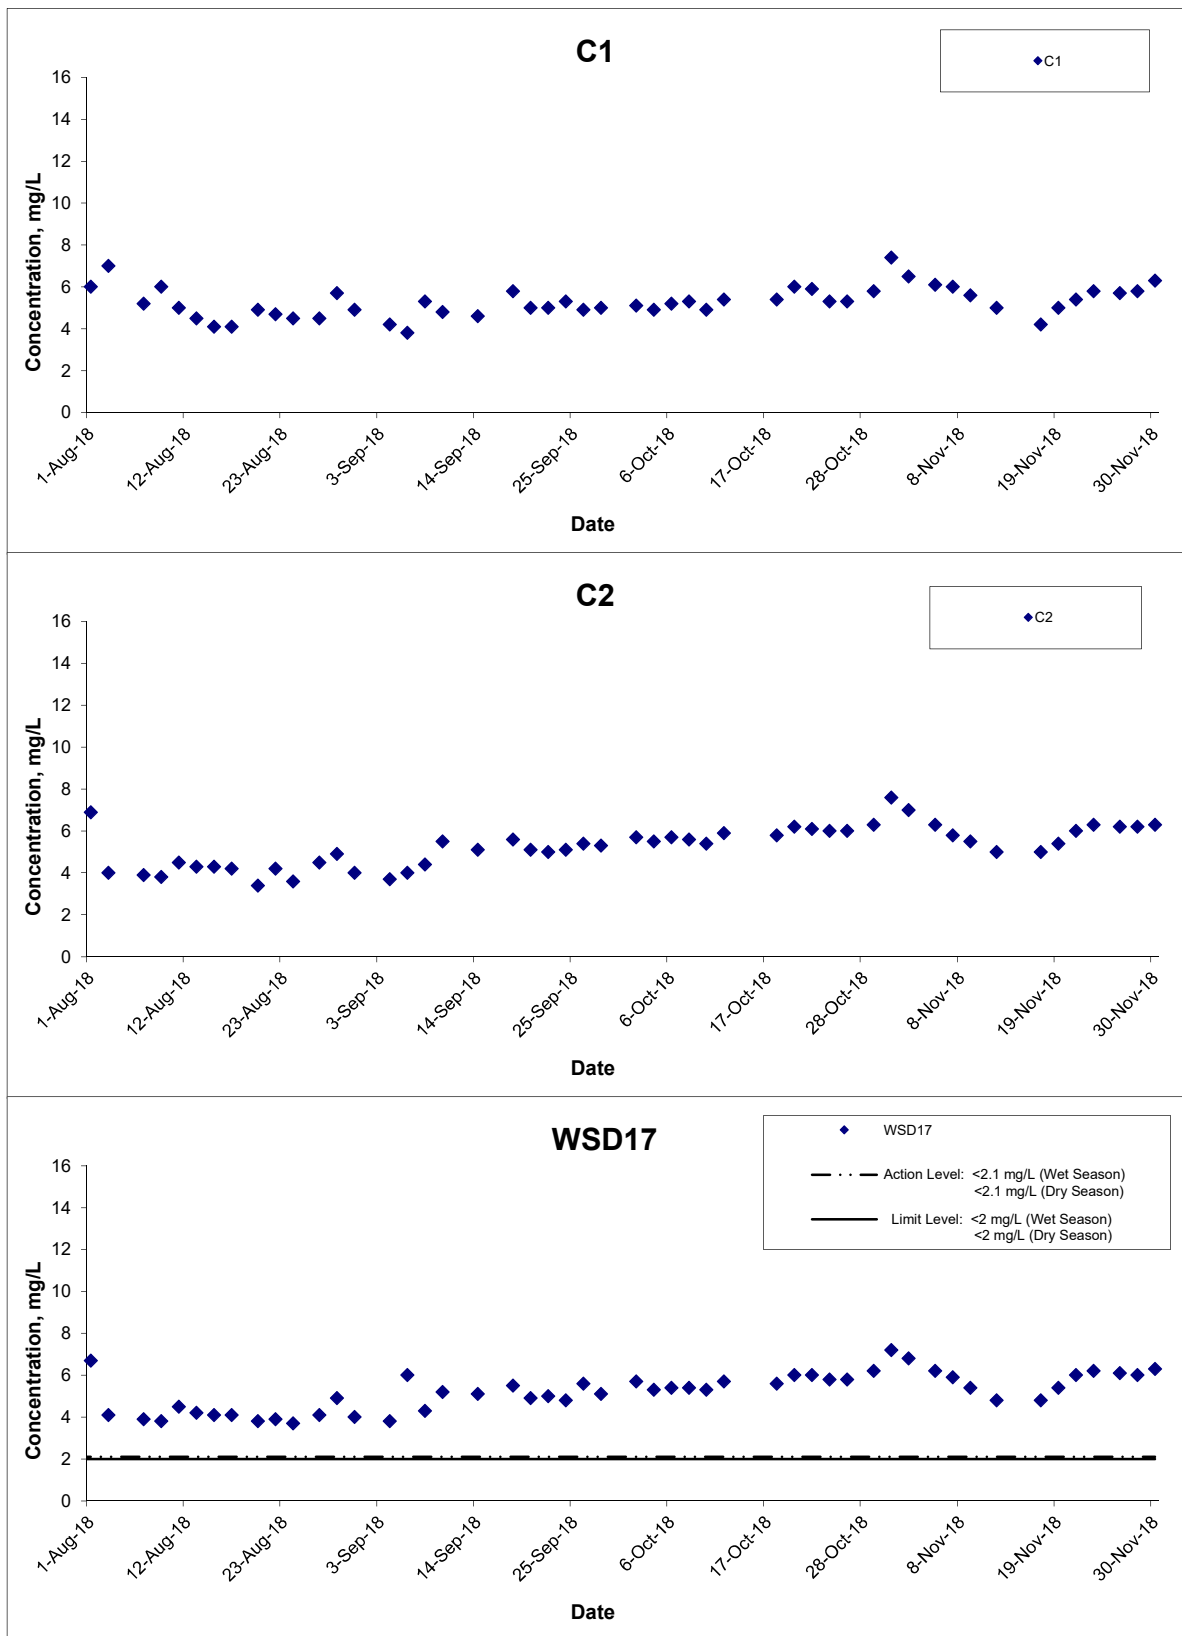 C1
C1
16
14
12
10
8
6
4
2
0
Concentration, mg/L
1-Aug-18
12-Aug-18
23-Aug-18
3-Sep-18
14-Sep-18
25-Sep-18
6-Oct-18
17-Oct-18
28-Oct-18
8-Nov-18
19-Nov-18
30-Nov-18
Date
C2
C2
16
14
12
10
8
6
4
2
0
Concentration, mg/L
1-Aug-18
12-Aug-18
23-Aug-18
3-Sep-18
14-Sep-18
25-Sep-18
6-Oct-18
17-Oct-18
28-Oct-18
8-Nov-18
19-Nov-18
30-Nov-18
Date
WSD17
WSD17
Action Level: <2.1 mg/L (Wet Season)
<2.1 mg/L (Dry Season)
Limit Level: <2 mg/L (Wet Season)
<2 mg/L (Dry Season)
16
14
12
10
8
6
4
2
0
Concentration, mg/L
1-Aug-18
12-Aug-18
23-Aug-18
3-Sep-18
14-Sep-18
25-Sep-18
6-Oct-18
17-Oct-18
28-Oct-18
8-Nov-18
19-Nov-18
30-Nov-18
Date